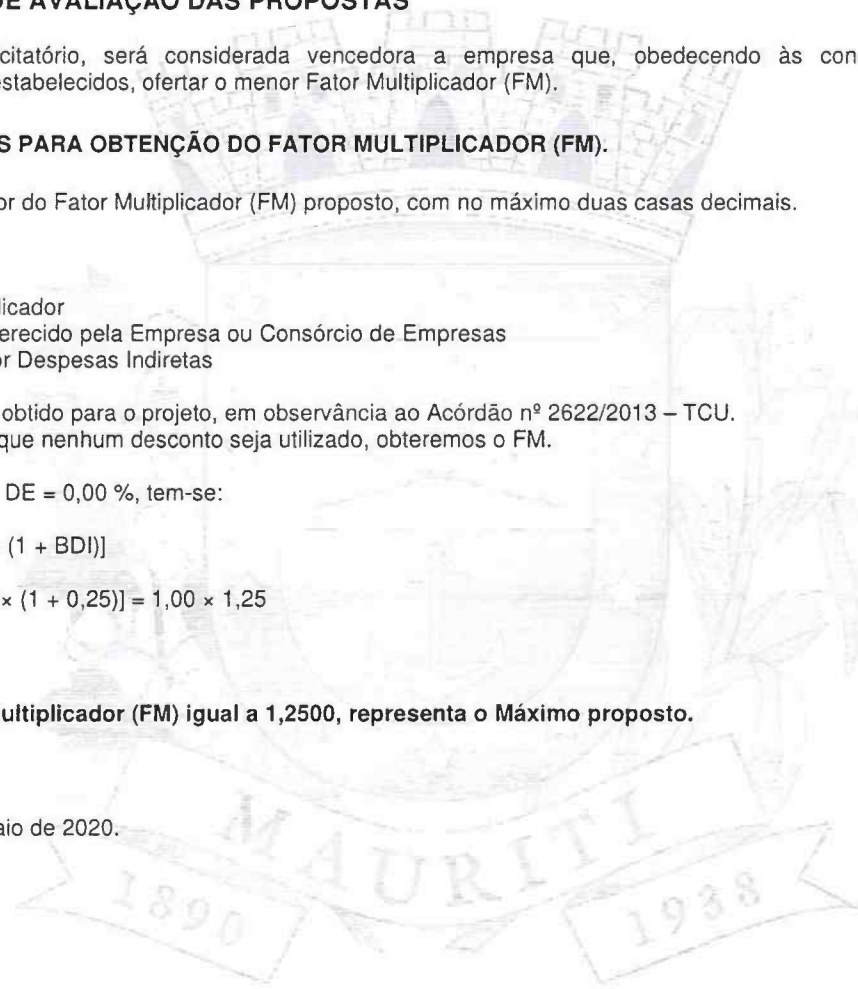 DE AVALIAÇÃO DAS PROPOSTAS
citatório, será considerada vencedora a empresa que, obedecendo às con
estabelecidos, ofertar o menor Fator Multiplicador (FM).
S PARA OBTENÇÃO DO FATOR MULTIPLICADOR (FM).
or do Fator Multiplicador (FM) proposto, com no máximo duas casas decimais.
licador
erecido pela Empresa ou Consórcio de Empresas
or Despesas Indiretas
obtido para o projeto, em observância ao Acórdão nº 2622/2013 – TCU.
que nenhum desconto seja utilizado, obteremos o FM.
DE = 0,00 %, tem-se:
(1 + BDI)]
× (1 + 0,25)] = 1,00 × 1,25
ultiplicador (FM) igual a 1,2500, representa o Máximo proposto.
aio de 2020.
MAURITI
1890 1938